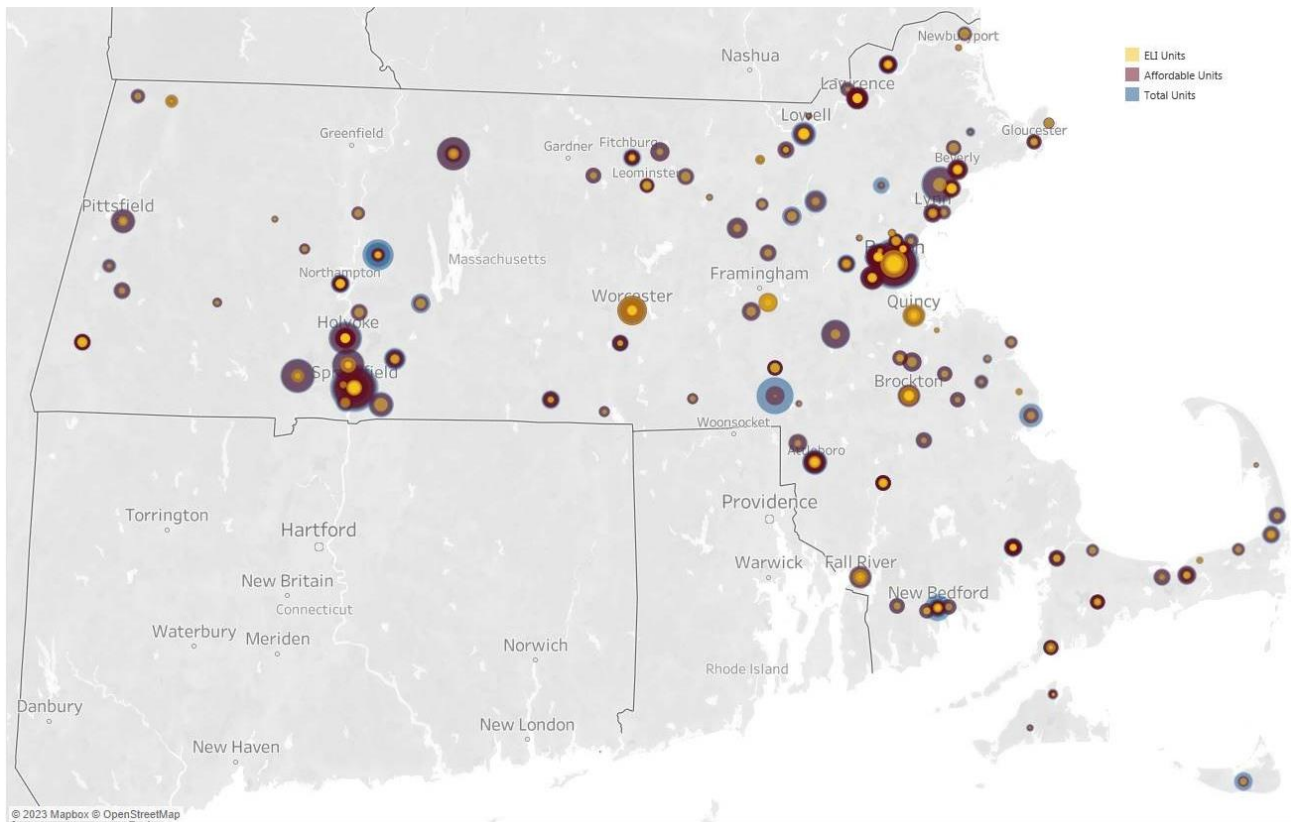 Newburyport
Nashua
ELI Units
Affordable Units
Total Units
Lawrence
Lowell
Greenfield
Gardner
Fitchburg
Gloucester
Beverly
Leominster
Lynn
Pittsfield
Massachusetts
Northampton
Framingham
Worcester
Quincy
Holyoke
Brockton
Woonsocket
Attleboro
Torrington
Providence
Hartford
Warwick
Fall River
New Britain
New Bedford
Connecticut
Waterbury
Meriden
Norwich
Rhode Island
Danbury
New London
New Haven
© 2023 Mapbox © OpenStreetMap